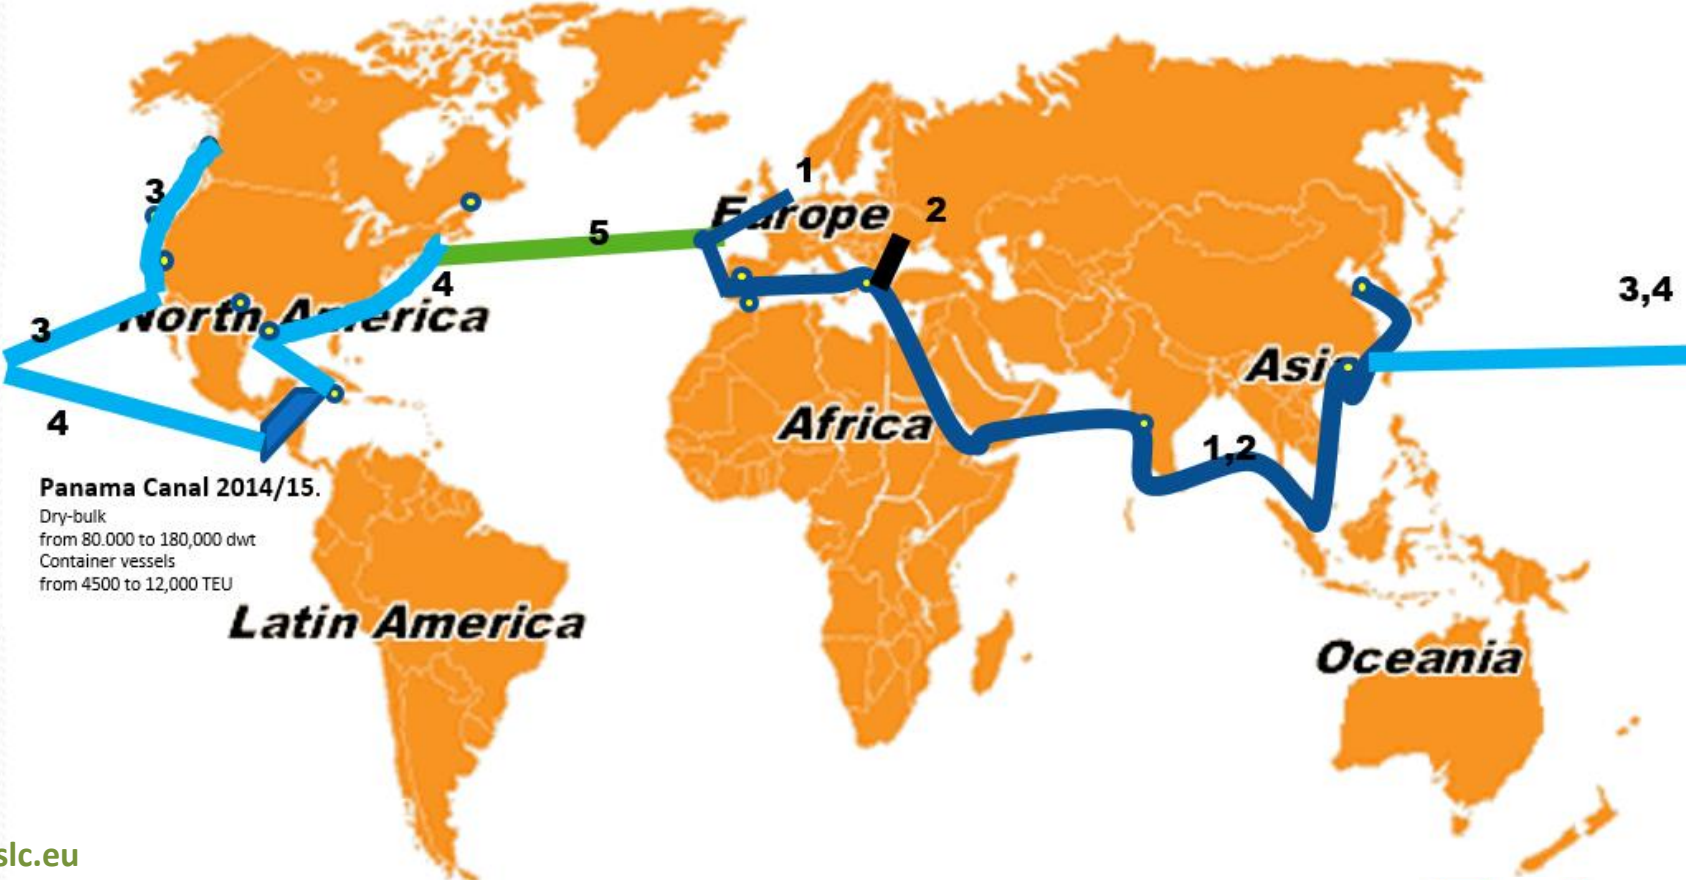 1
2
3
Europe
5
4
3,4
North America
3
Asia
4
Africa
1,2
Panama Canal 2014/15.
Dry-bulk
from 80.000 to 180,000 dwt
Container vessels
from 4500 to 12,000 TEU
Latin America
Oceania
slc.eu